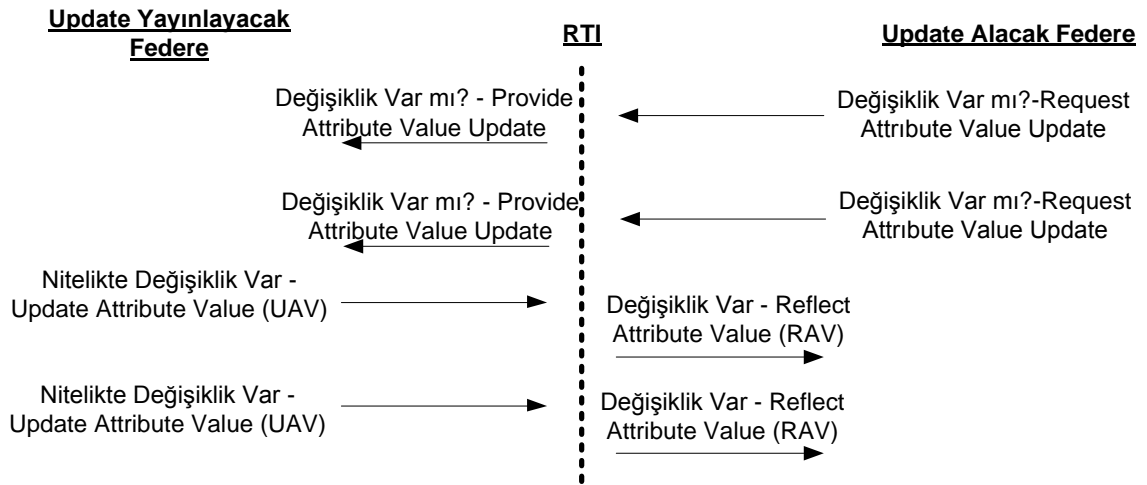 Update Yayınlayacak
Federe
RTI
Update Alacak Federe
Değişiklik Var mı? - Provide
Attribute Value Update
Değişiklik Var mı?-Request
Attrıbute Value Update
Değişiklik Var mı? - Provide
Attribute Value Update
Değişiklik Var mı?-Request
Attrıbute Value Update
Nitelikte Değişiklik Var -
Update Attribute Value (UAV)
Değişiklik Var - Reflect
Attribute Value (RAV)
Nitelikte Değişiklik Var -
Update Attribute Value (UAV)
Değişiklik Var - Reflect
Attribute Value (RAV)